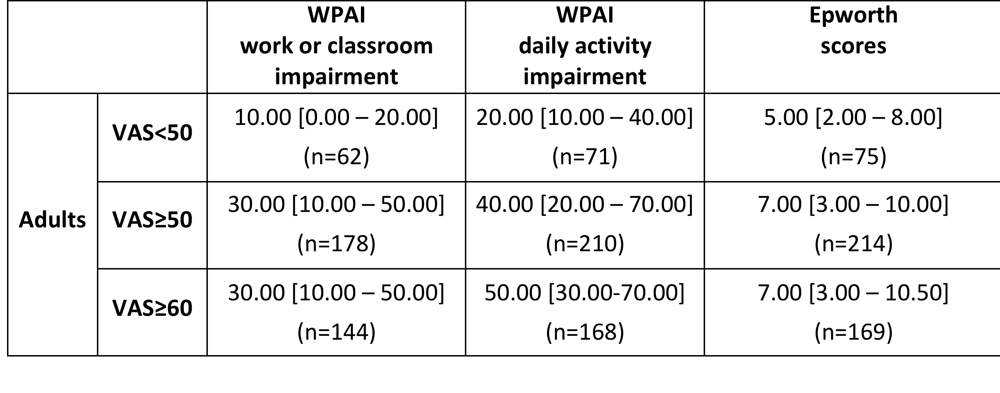 WPAI
work or classroom
impairment
WPAI
daily activity
impairment
Epworth
scores
Adults
VAS<50
10.00 [0.00 – 20.00]
(n=62)
20.00 [10.00 – 40.00]
(n=71)
5.00 [2.00 – 8.00]
(n=75)
VAS≥50
30.00 [10.00 – 50.00]
(n=178)
40.00 [20.00 – 70.00]
(n=210)
7.00 [3.00 – 10.00]
(n=214)
VAS≥60
30.00 [10.00 – 50.00]
(n=144)
50.00 [30.00-70.00]
(n=168)
7.00 [3.00 – 10.50]
(n=169)